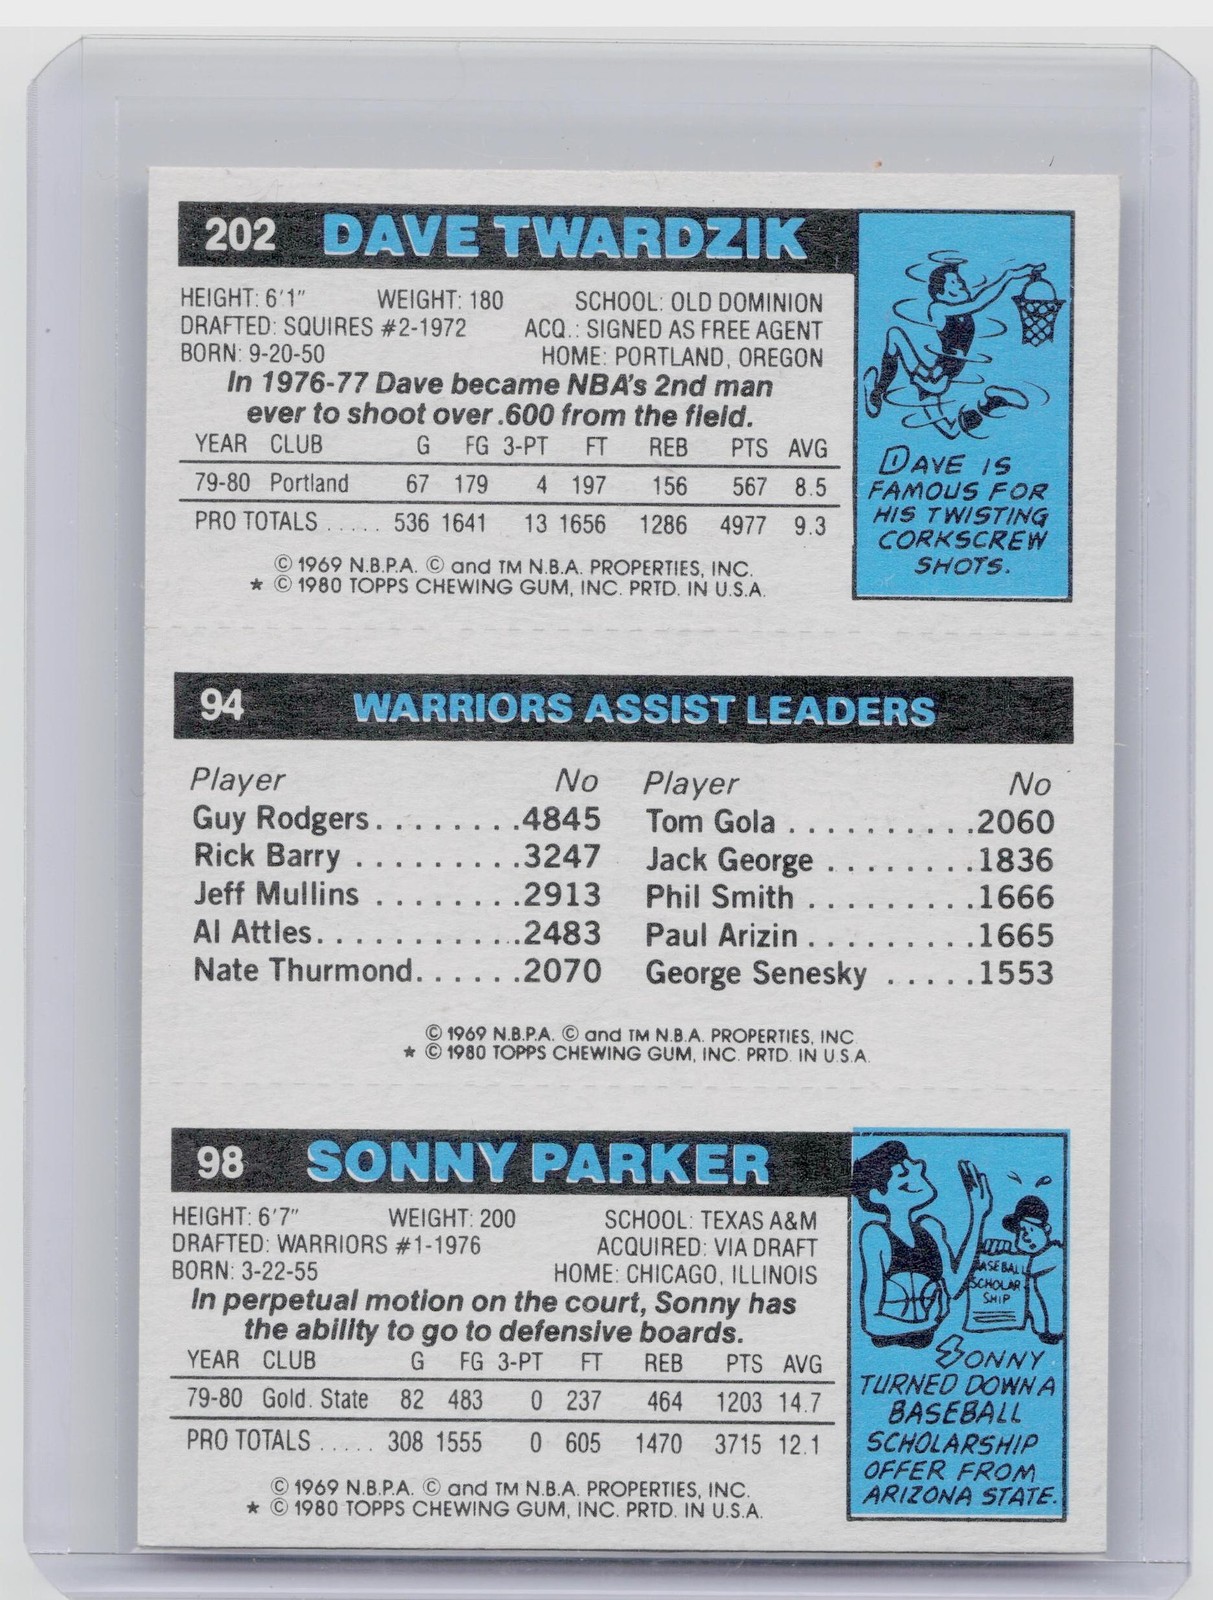 202 DAVE TWARDZIK
HEIGHT: 6'1" WEIGHT: 180 SCHOOL: OLD DOMINION
DRAFTED: SQUIRES #2-1972 ACQ.: SIGNED AS FREE AGENT
BORN: 9-20-50 HOME: PORTLAND, OREGON
In 1976-77 Dave became NBA's 2nd man
ever to shoot over .600 from the field.
YEAR CLUB G FG 3-PT FT REB PTS AVG
79-80 Portland 67 179 4 197 156 567 8.5
PRO TOTALS ..... 536 1641 13 1656 1286 4977 9.3
© 1969 N.B.P.A. © and TM N.B.A. PROPERTIES, INC.
★ © 1980 TOPPS CHEWING GUM, INC. PRTD. IN U.S.A.
DAVE IS
FAMOUS FOR
HIS TWISTING
CORKSCREW
SHOTS.
94 WARRIORS ASSIST LEADERS
Player No Player No
Guy Rodgers........4845 Tom Gola ..........2060
Rick Barry .........3247 Jack George ........1836
Jeff Mullins ........2913 Phil Smith ..........1666
Al Attles............2483 Paul Arizin ..........1665
Nate Thurmond......2070 George Senesky .....1553
© 1969 N.B.P.A. © and TM N.B.A. PROPERTIES, INC
★ © 1980 TOPPS CHEWING GUM, INC. PRTD. IN U.S.A.
98 SONNY PARKER
HEIGHT: 6'7" WEIGHT: 200 SCHOOL: TEXAS A&M
DRAFTED: WARRIORS #1-1976 ACQUIRED: VIA DRAFT
BORN: 3-22-55 HOME: CHICAGO, ILLINOIS
In perpetual motion on the court, Sonny has
the ability to go to defensive boards.
YEAR CLUB G FG 3-PT FT REB PTS AVG
79-80 Gold. State 82 483 0 237 464 1203 14.7
PRO TOTALS ..... 308 1555 0 605 1470 3715 12.1
© 1969 N.B.P.A. © and TM N.B.A. PROPERTIES, INC.
★ © 1980 TOPPS CHEWING GUM, INC. PRTD. IN U.S.A.
BASEBALL
SCHOLAR
SHIP
SONNY
TURNED DOWN A
BASEBALL
SCHOLARSHIP
OFFER FROM
ARIZONA STATE.